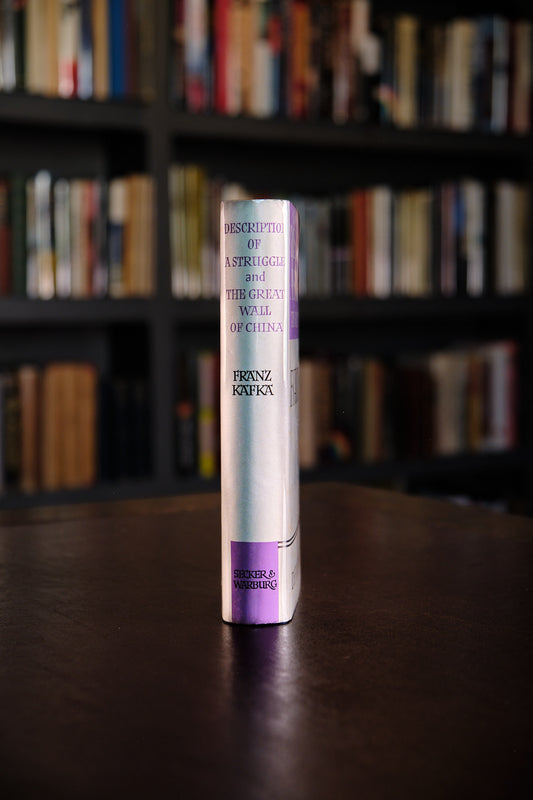 DESCRIPTION
OF
A STRUGGLE
and
THE GREAT
WALL
OF CHINA
FRANZ
KAFKA
SECKER &
WARBURG